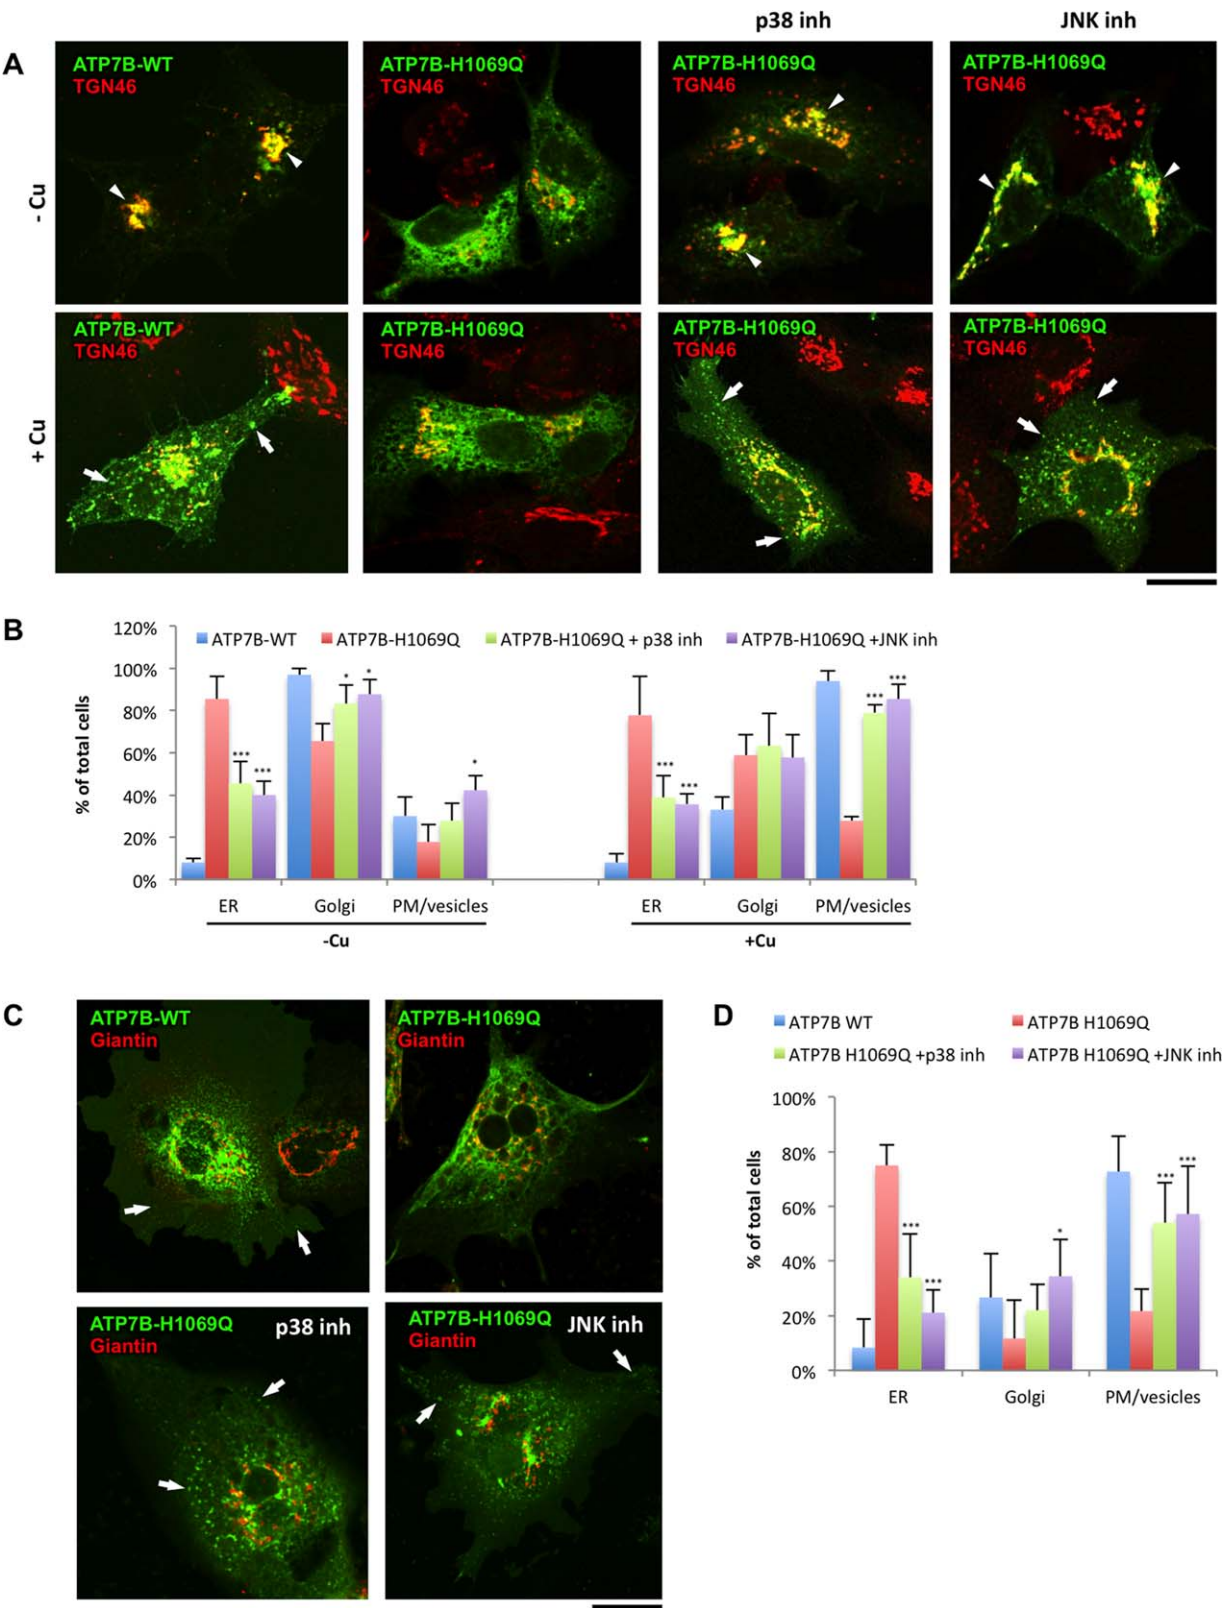 p38 inh JNK inh
A
ATP7B-WT
TGN46
ATP7B-H1069Q
TGN46
ATP7B-H1069Q
TGN46
ATP7B-H1069Q
TGN46
- Cu
ATP7B-WT
TGN46
ATP7B-H1069Q
TGN46
ATP7B-H1069Q
TGN46
ATP7B-H1069Q
TGN46
+ Cu
B
ATP7B-WT ATP7B-H1069Q ATP7B-H1069Q + p38 inh ATP7B-H1069Q +JNK inh
% of total cells
120%
100%
80%
60%
40%
20%
0%
*** *** * * * *** *** *** ***
ER Golgi PM/vesicles ER Golgi PM/vesicles
-Cu +Cu
C
ATP7B-WT
Giantin
ATP7B-H1069Q
Giantin
ATP7B-H1069Q p38 inh
Giantin
ATP7B-H1069Q JNK inh
Giantin
D
ATP7B WT ATP7B H1069Q
ATP7B H1069Q +p38 inh ATP7B H1069Q +JNK inh
% of total cells
100%
80%
60%
40%
20%
0%
*** *** * *** ***
ER Golgi PM/vesicles